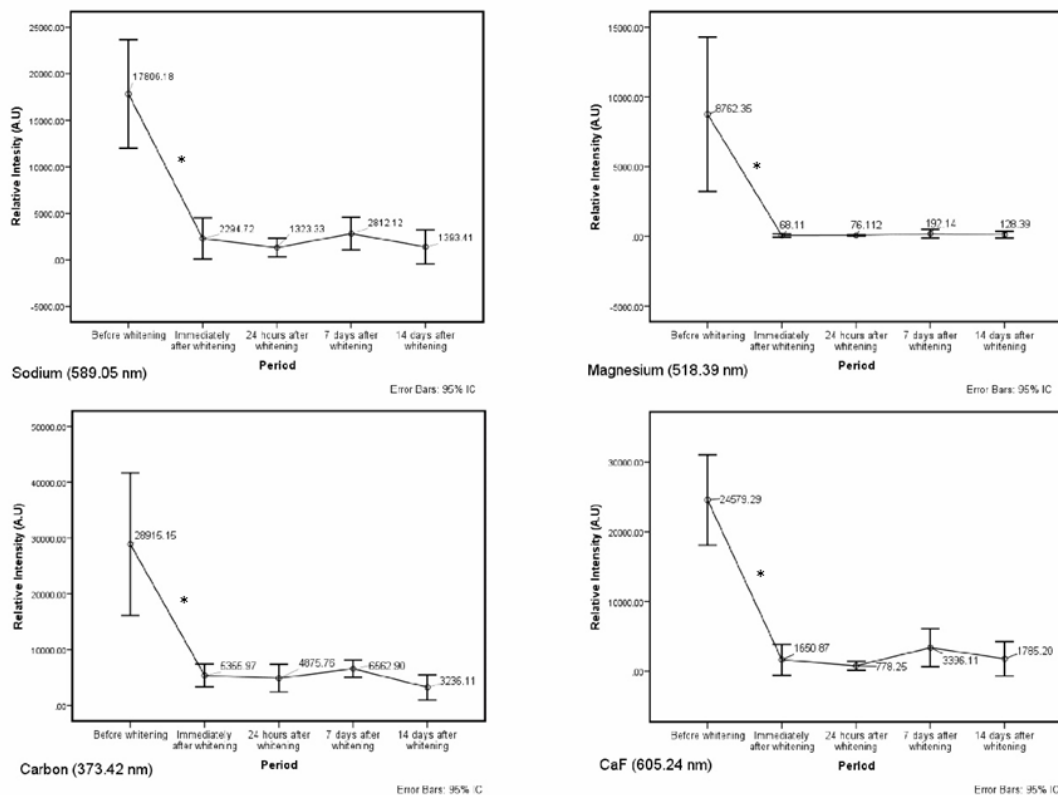 25000.00
20000.00
15000.00
10000.00
5000.00
.00
-5000.00
Relative Intesity (A.U)
17806.18
*
2294.72
1323.33
2812.12
1393.41
Before whitening
Immediately after whitening
24 hours after whitening
7 days after whitening
14 days after whitening
Period
Sodium (589.05 nm)
Error Bars: 95% IC
15000.00
10000.00
5000.00
.00
-5000.00
Relative Intensity (A.U)
8762.35
*
68.11
76.112
192.14
128.39
Before whitening
Immediately after whitening
24 hours after whitening
7 days after whitening
14 days after whitening
Period
Magnesium (518.39 nm)
Error Bars: 95% IC
50000.00
40000.00
30000.00
20000.00
10000.00
.00
Relative Intensity (A.U)
28915.15
*
5365.97
4875.76
6562.90
3236.11
Before whitening
Immediately after whitening
24 hours after whitening
7 days after whitening
14 days after whitening
Period
Carbon (373.42 nm)
Error Bars: 95% IC
30000.00
20000.00
10000.00
.00
Relative Intensity (A.U)
24579.29
*
1650.87
778.25
3396.11
1785.20
Before whitening
Immediately after whitening
24 hours after whitening
7 days after whitening
14 days after whitening
Period
CaF (605.24 nm)
Error Bars: 95% IC